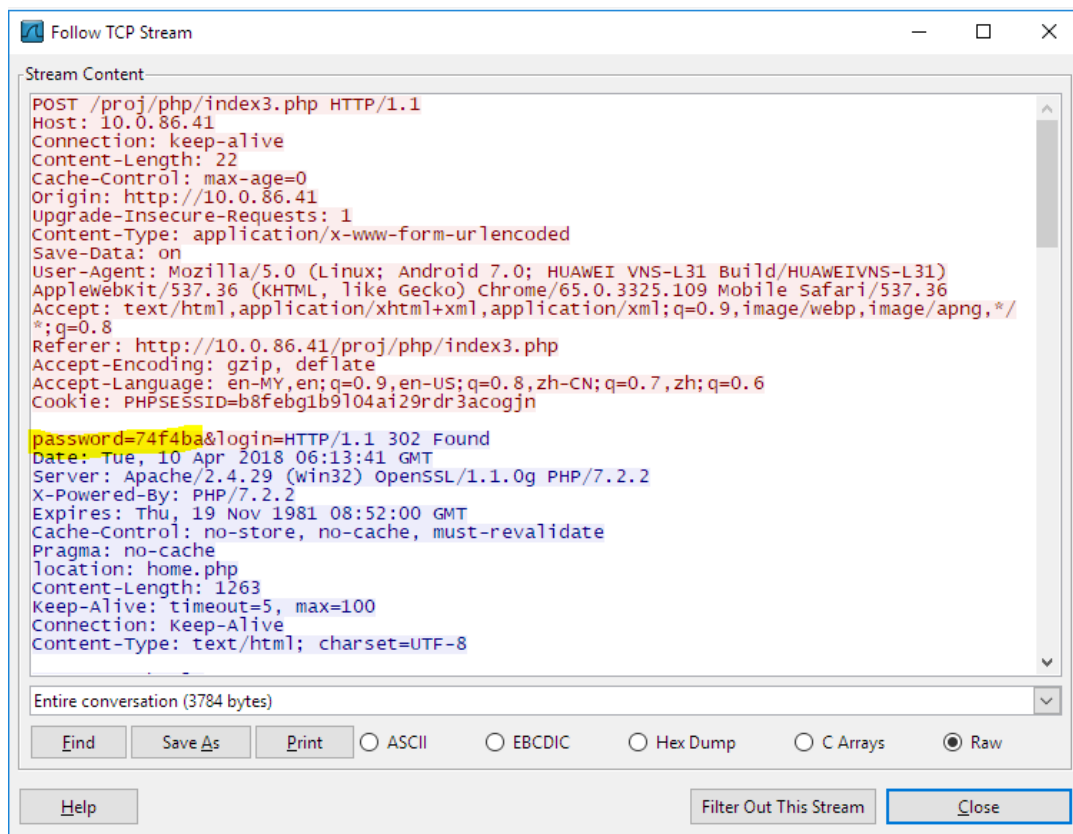 Follow TCP Stream
Stream Content
POST /proj/php/index3.php HTTP/1.1
Host: 10.0.86.41
Connection: keep-alive
Content-Length: 22
Cache-Control: max-age=0
Origin: http://10.0.86.41
Upgrade-Insecure-Requests: 1
Content-Type: application/x-www-form-urlencoded
Save-Data: on
User-Agent: Mozilla/5.0 (Linux; Android 7.0; HUAWEI VNS-L31 Build/HUAWEIVNS-L31)
AppleWebKit/537.36 (KHTML, like Gecko) Chrome/65.0.3325.109 Mobile Safari/537.36
Accept: text/html,application/xhtml+xml,application/xml;q=0.9,image/webp,image/apng,*/
*;q=0.8
Referer: http://10.0.86.41/proj/php/index3.php
Accept-Encoding: gzip, deflate
Accept-Language: en-MY,en;q=0.9,en-US;q=0.8,zh-CN;q=0.7,zh;q=0.6
Cookie: PHPSESSID=b8febg1b9l04ai29rdr3acogjn
password=74f4ba&login=HTTP/1.1 302 Found
Date: Tue, 10 Apr 2018 06:13:41 GMT
Server: Apache/2.4.29 (Win32) OpenSSL/1.1.0g PHP/7.2.2
X-Powered-By: PHP/7.2.2
Expires: Thu, 19 Nov 1981 08:52:00 GMT
Cache-Control: no-store, no-cache, must-revalidate
Pragma: no-cache
location: home.php
Content-Length: 1263
Keep-Alive: timeout=5, max=100
Connection: Keep-Alive
Content-Type: text/html; charset=UTF-8
Entire conversation (3784 bytes)
Find Save As Print ASCII EBCDIC Hex Dump C Arrays Raw
Help Filter Out This Stream Close